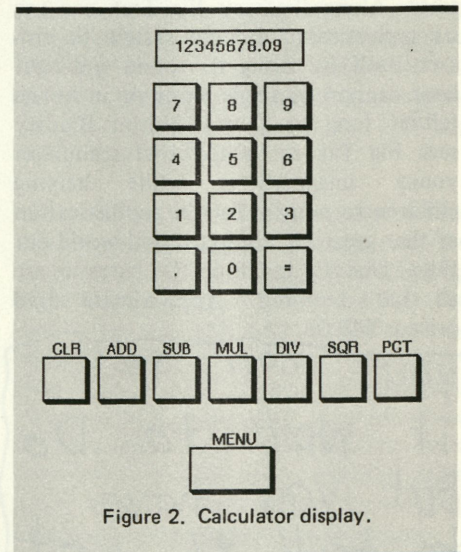 12345678.09
7 8 9
4 5 6
1 2 3
. 0 =
CLR ADD SUB MUL DIV SQR PCT
MENU
Figure 2. Calculator display.